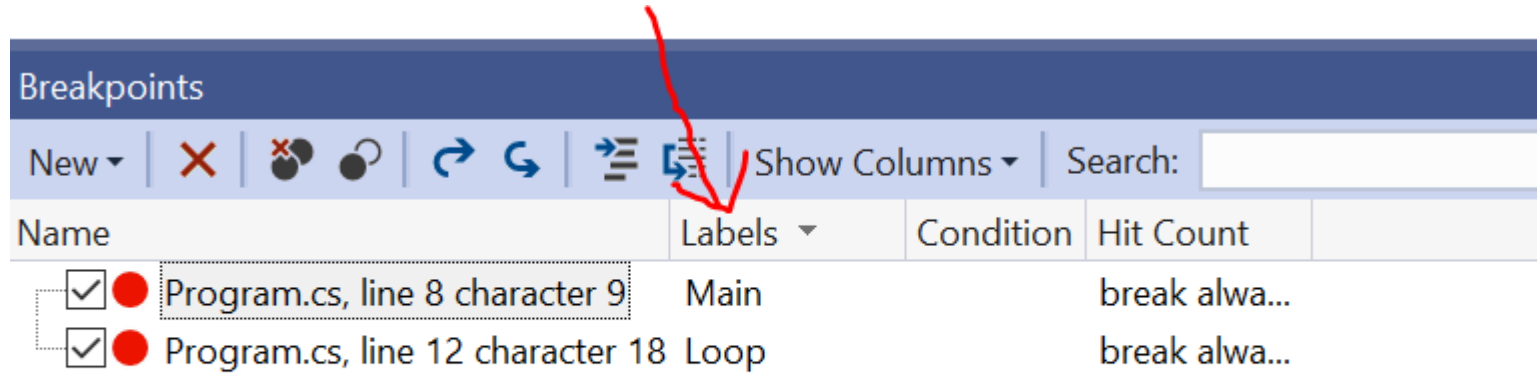 Breakpoints
New Show Columns Search:
Name Labels Condition Hit Count
Program.cs, line 8 character 9 Main break alwa...
Program.cs, line 12 character 18 Loop break alwa...